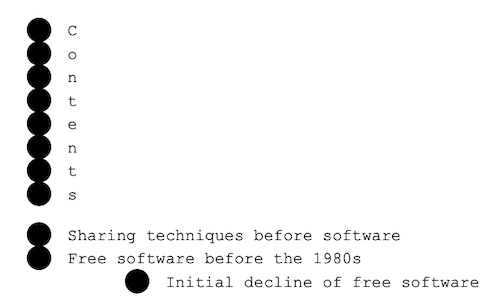 C
o
n
t
e
n
t
s
Sharing techniques before software
Free software before the 1980s
Initial decline of free software